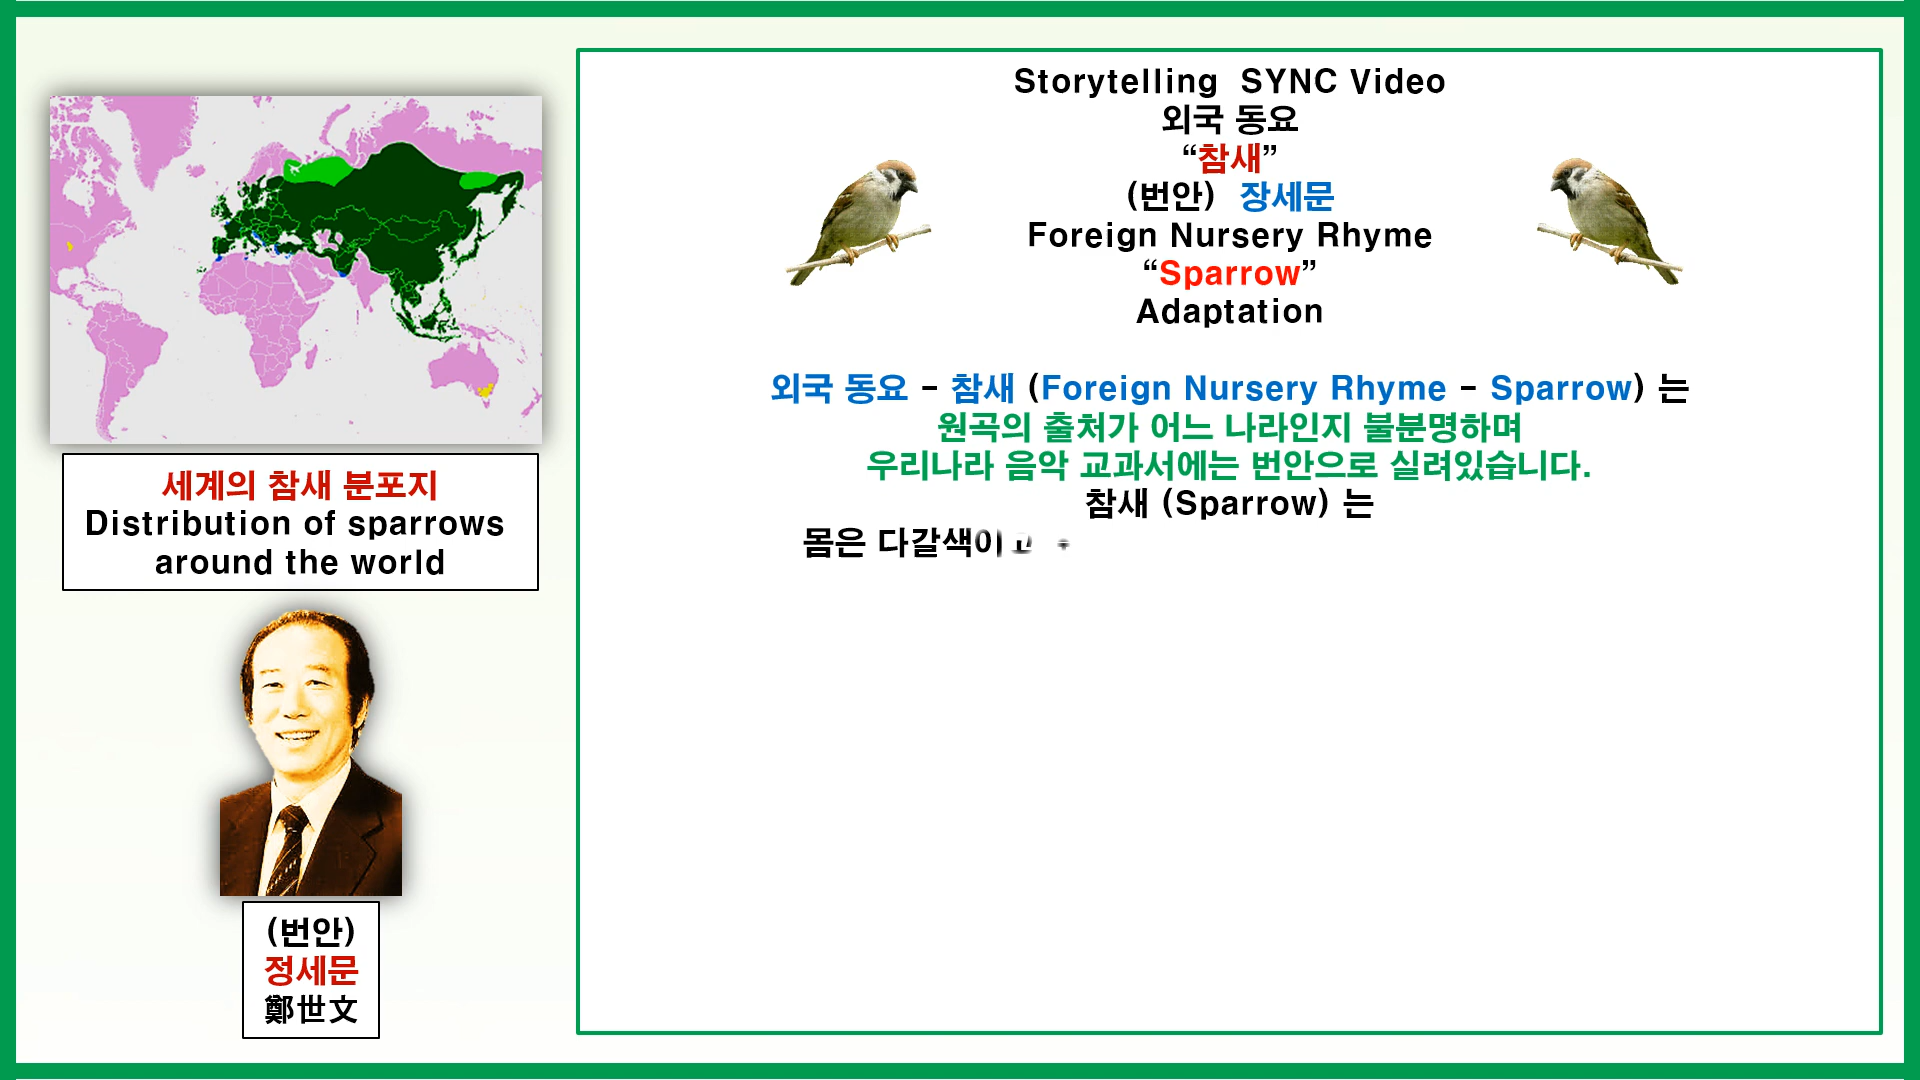 Storytelling  SYNC Video
외국 동요
“참새”
(번안)  장세문
Foreign Nursery Rhyme
“Sparrow”
Adaptation
외국 동요 - 참새 (Foreign Nursery Rhyme - Sparrow) 는
원곡의 출처가 어느 나라인지 불분명하며
우리나라 음악 교과서에는 번안으로 실려있습니다.
참새 (Sparrow) 는
몸은 다갈색이고
세계의 참새 분포지
Distribution of sparrows
around the world
(번안)
정세문
鄭世文